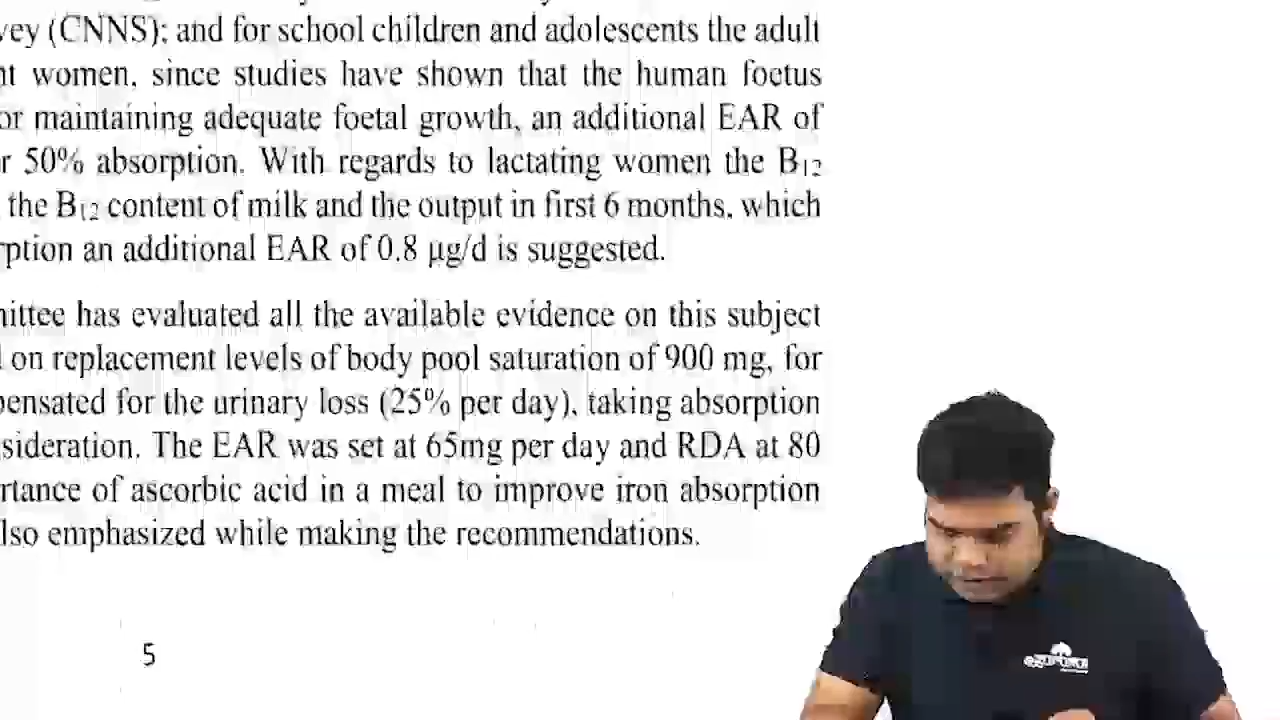 vey (CNNS); and for school children and adolescents the adult
nt women, since studies have shown that the human foetus
or maintaining adequate foetal growth, an additional EAR of
r 50% absorption. With regards to lactating women the B₁₂
the B₁₂ content of milk and the output in first 6 months, which
rption an additional EAR of 0.8 µg/d is suggested.
mittee has evaluated all the available evidence on this subject
on replacement levels of body pool saturation of 900 mg, for
pensated for the urinary loss (25% per day), taking absorption
sideration. The EAR was set at 65mg per day and RDA at 80
rtance of ascorbic acid in a meal to improve iron absorption
lso emphasized while making the recommendations.
5